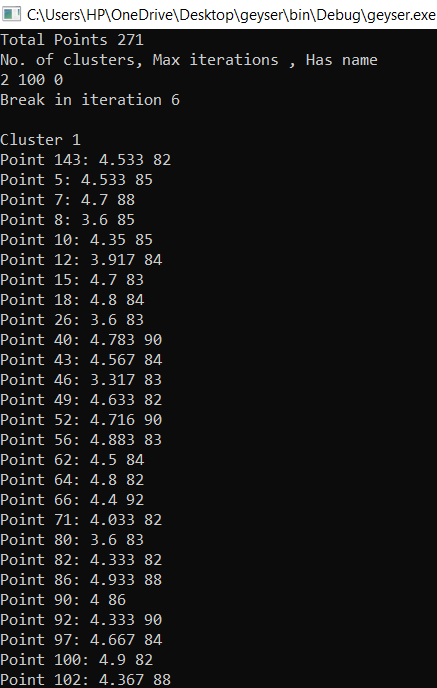 C:\Users\HP\OneDrive\Desktop\geyser\bin\Debug\geyser.exe
Total Points 271
No. of clusters, Max iterations , Has name
2 100 0
Break in iteration 6
Cluster 1
Point 143: 4.533 82
Point 5: 4.533 85
Point 7: 4.7 88
Point 8: 3.6 85
Point 10: 4.35 85
Point 12: 3.917 84
Point 15: 4.7 83
Point 18: 4.8 84
Point 26: 3.6 83
Point 40: 4.783 90
Point 43: 4.567 84
Point 46: 3.317 83
Point 49: 4.633 82
Point 52: 4.716 90
Point 56: 4.883 83
Point 62: 4.5 84
Point 64: 4.8 82
Point 66: 4.4 92
Point 71: 4.033 82
Point 80: 3.6 83
Point 82: 4.333 82
Point 86: 4.933 88
Point 90: 4 86
Point 92: 4.333 90
Point 97: 4.667 84
Point 100: 4.9 82
Point 102: 4.367 88